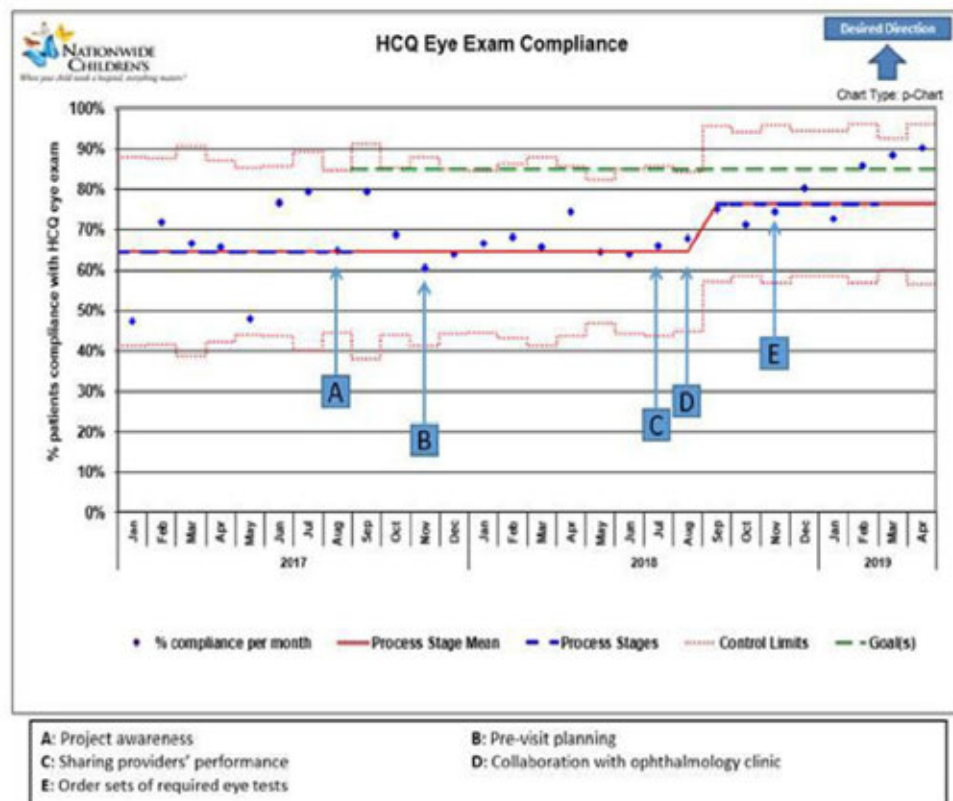 NATIONWIDE
CHILDREN'S
When your child needs a hospital, everything matters.™
HCQ Eye Exam Compliance
Desired Direction
Chart Type: p-Chart
% patients compliance with HCQ eye exam
100%
90%
80%
70%
60%
50%
40%
30%
20%
10%
0%
A
B
C
D
E
Jan Feb Mar Apr May Jun Jul Aug Sep Oct Nov Dec Jan Feb Mar Apr May Jun Jul Aug Sep Oct Nov Dec Jan Feb Mar Apr
2017 2018 2019
% compliance per month Process Stage Mean Process Stages Control Limits Goal(s)
A: Project awareness B: Pre-visit planning
C: Sharing providers' performance D: Collaboration with ophthalmology clinic
E: Order sets of required eye tests